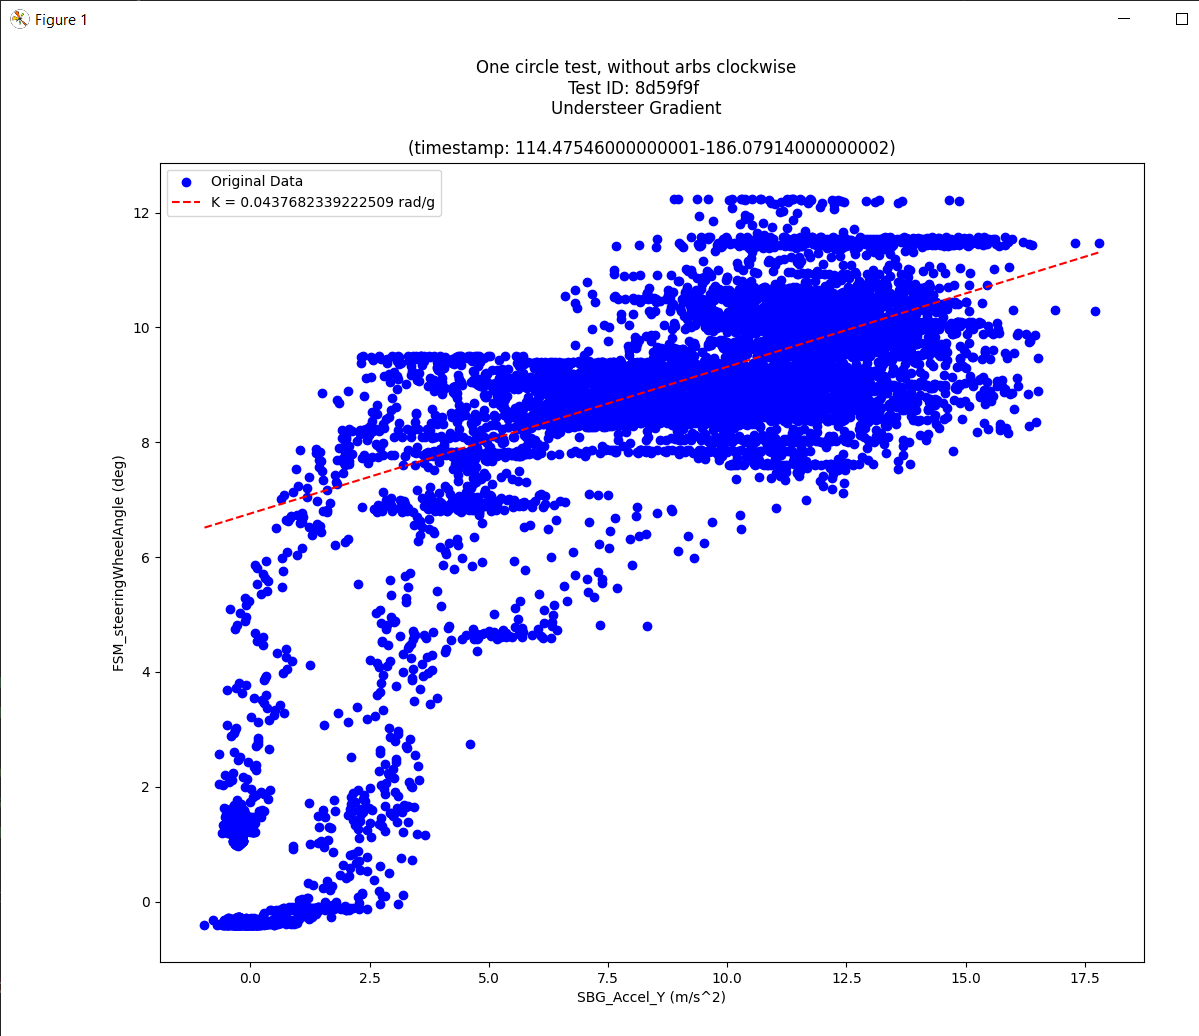 Figure 1
One circle test, without arbs clockwise
Test ID: 8d59f9f
Understeer Gradient
(timestamp: 114.47546000000001-186.07914000000002)
Original Data
K = 0.0437682339222509 rad/g
12
10
8
6
4
2
0
FSM_steeringWheelAngle (deg)
0.0 2.5 5.0 7.5 10.0 12.5 15.0 17.5
SBG_Accel_Y (m/s^2)